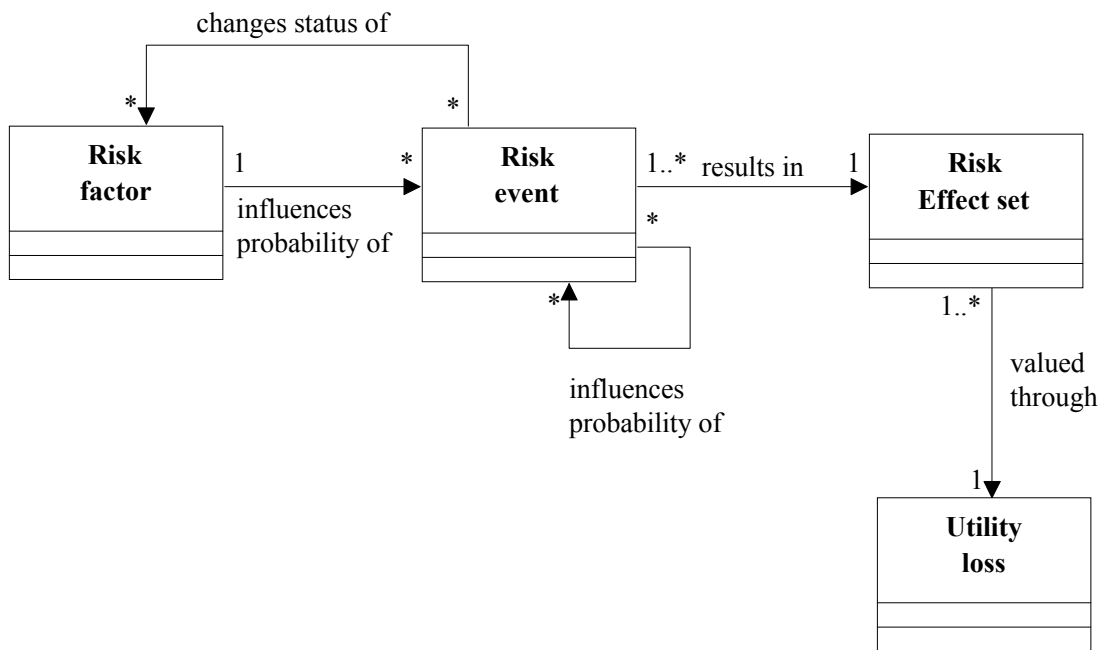 changes status of
*
*
Risk
factor
1
*
influences
probability of
Risk
event
1..*
results in
1
*
*
influences
probability of
Risk
Effect set
1..*
valued
through
1
Utility
loss